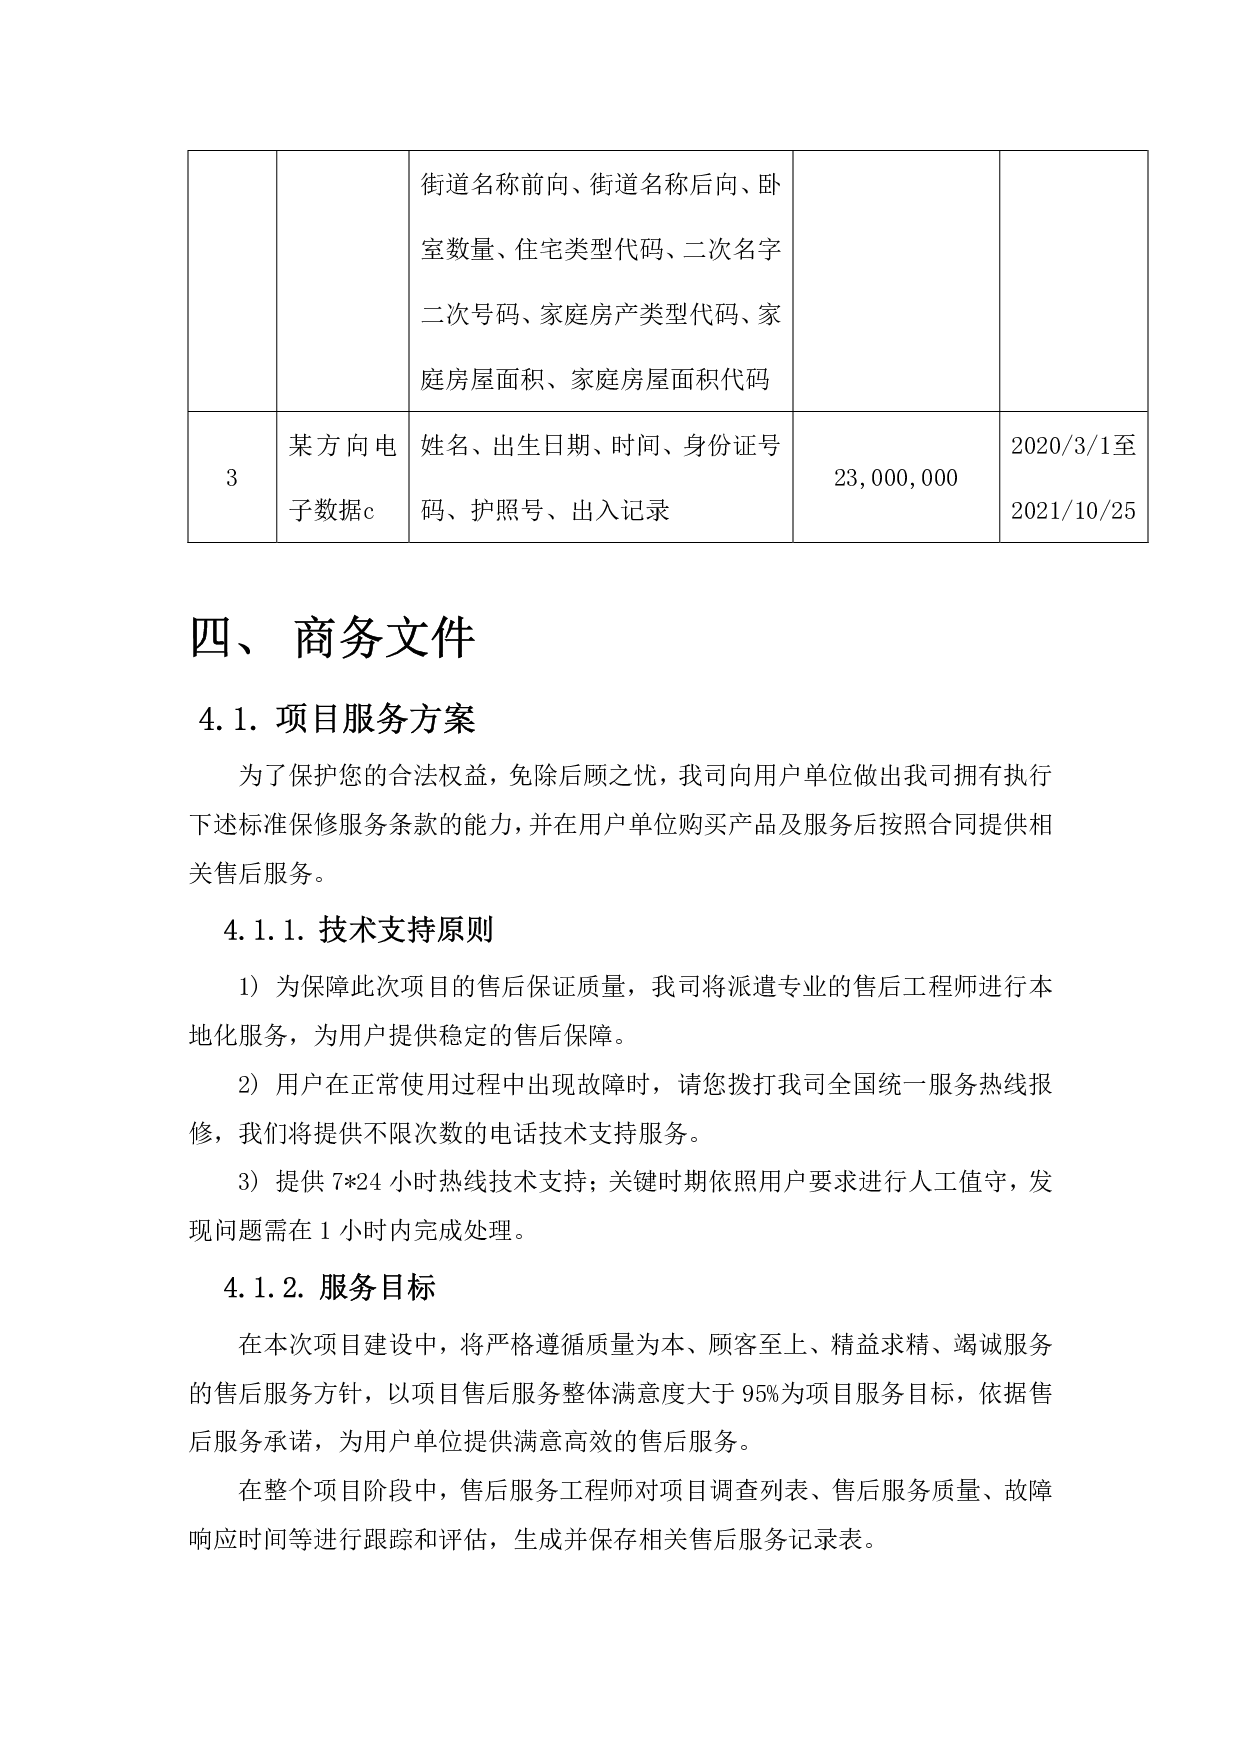 街道名称前向、街道名称后向、卧
室数量、住宅类型代码、二次名字
二次号码、家庭房产类型代码、家
庭房屋面积、家庭房屋面积代码
3
某方向电
子数据c
姓名、出生日期、时间、身份证号
码、护照号、出入记录
23,000,000
2020/3/1至
2021/10/25
四、 商务文件
4.1. 项目服务方案
为了保护您的合法权益，免除后顾之忧，我司向用户单位做出我司拥有执行
下述标准保修服务条款的能力，并在用户单位购买产品及服务后按照合同提供相
关售后服务。
4.1.1. 技术支持原则
1) 为保障此次项目的售后保证质量，我司将派遣专业的售后工程师进行本
地化服务，为用户提供稳定的售后保障。
2) 用户在正常使用过程中出现故障时，请您拨打我司全国统一服务热线报
修，我们将提供不限次数的电话技术支持服务。
3) 提供 7*24 小时热线技术支持；关键时期依照用户要求进行人工值守，发
现问题需在 1 小时内完成处理。
4.1.2. 服务目标
在本次项目建设中，将严格遵循质量为本、顾客至上、精益求精、竭诚服务
的售后服务方针，以项目售后服务整体满意度大于 95%为项目服务目标，依据售
后服务承诺，为用户单位提供满意高效的售后服务。
在整个项目阶段中，售后服务工程师对项目调查列表、售后服务质量、故障
响应时间等进行跟踪和评估，生成并保存相关售后服务记录表。